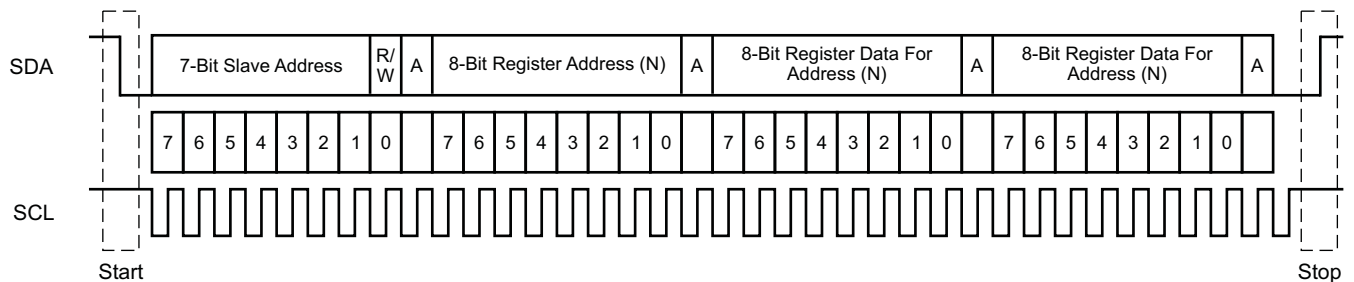 SDA
7-Bit Slave Address
R/
W
A
8-Bit Register Address (N)
A
8-Bit Register Data For
Address (N)
A
8-Bit Register Data For
Address (N)
A
7 6 5 4 3 2 1 0 7 6 5 4 3 2 1 0 7 6 5 4 3 2 1 0 7 6 5 4 3 2 1 0
SCL
Start
Stop